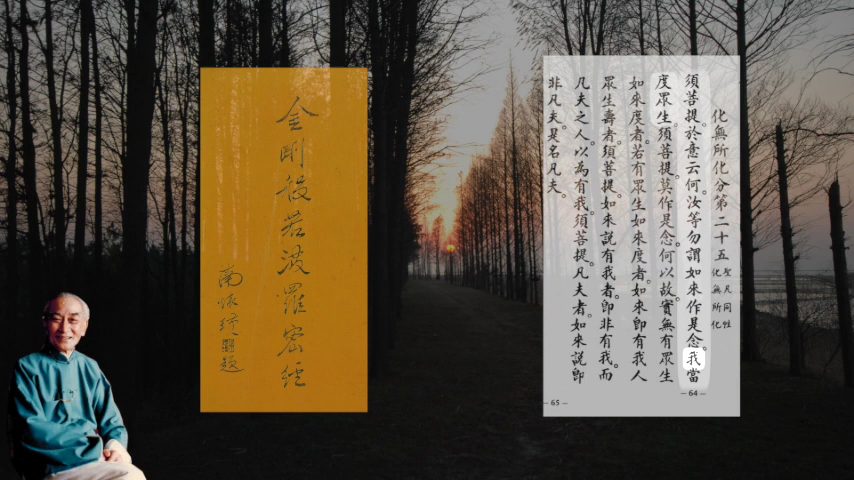 金剛般若波羅密經
南懷瑾題
化無所化分第二十五
聖凡同性
化無所化
須菩提。於意云何。汝等勿謂如來作是念。我當
度眾生。須菩提。莫作是念。何以故。實無有眾生
如來度者。若有眾生如來度者。如來即有我人
— 64 —
眾生壽者。須菩提。如來說有我者。即非有我。而
凡夫之人。以為有我。須菩提。凡夫者。如來說即
非凡夫。是名凡夫。
— 65 —